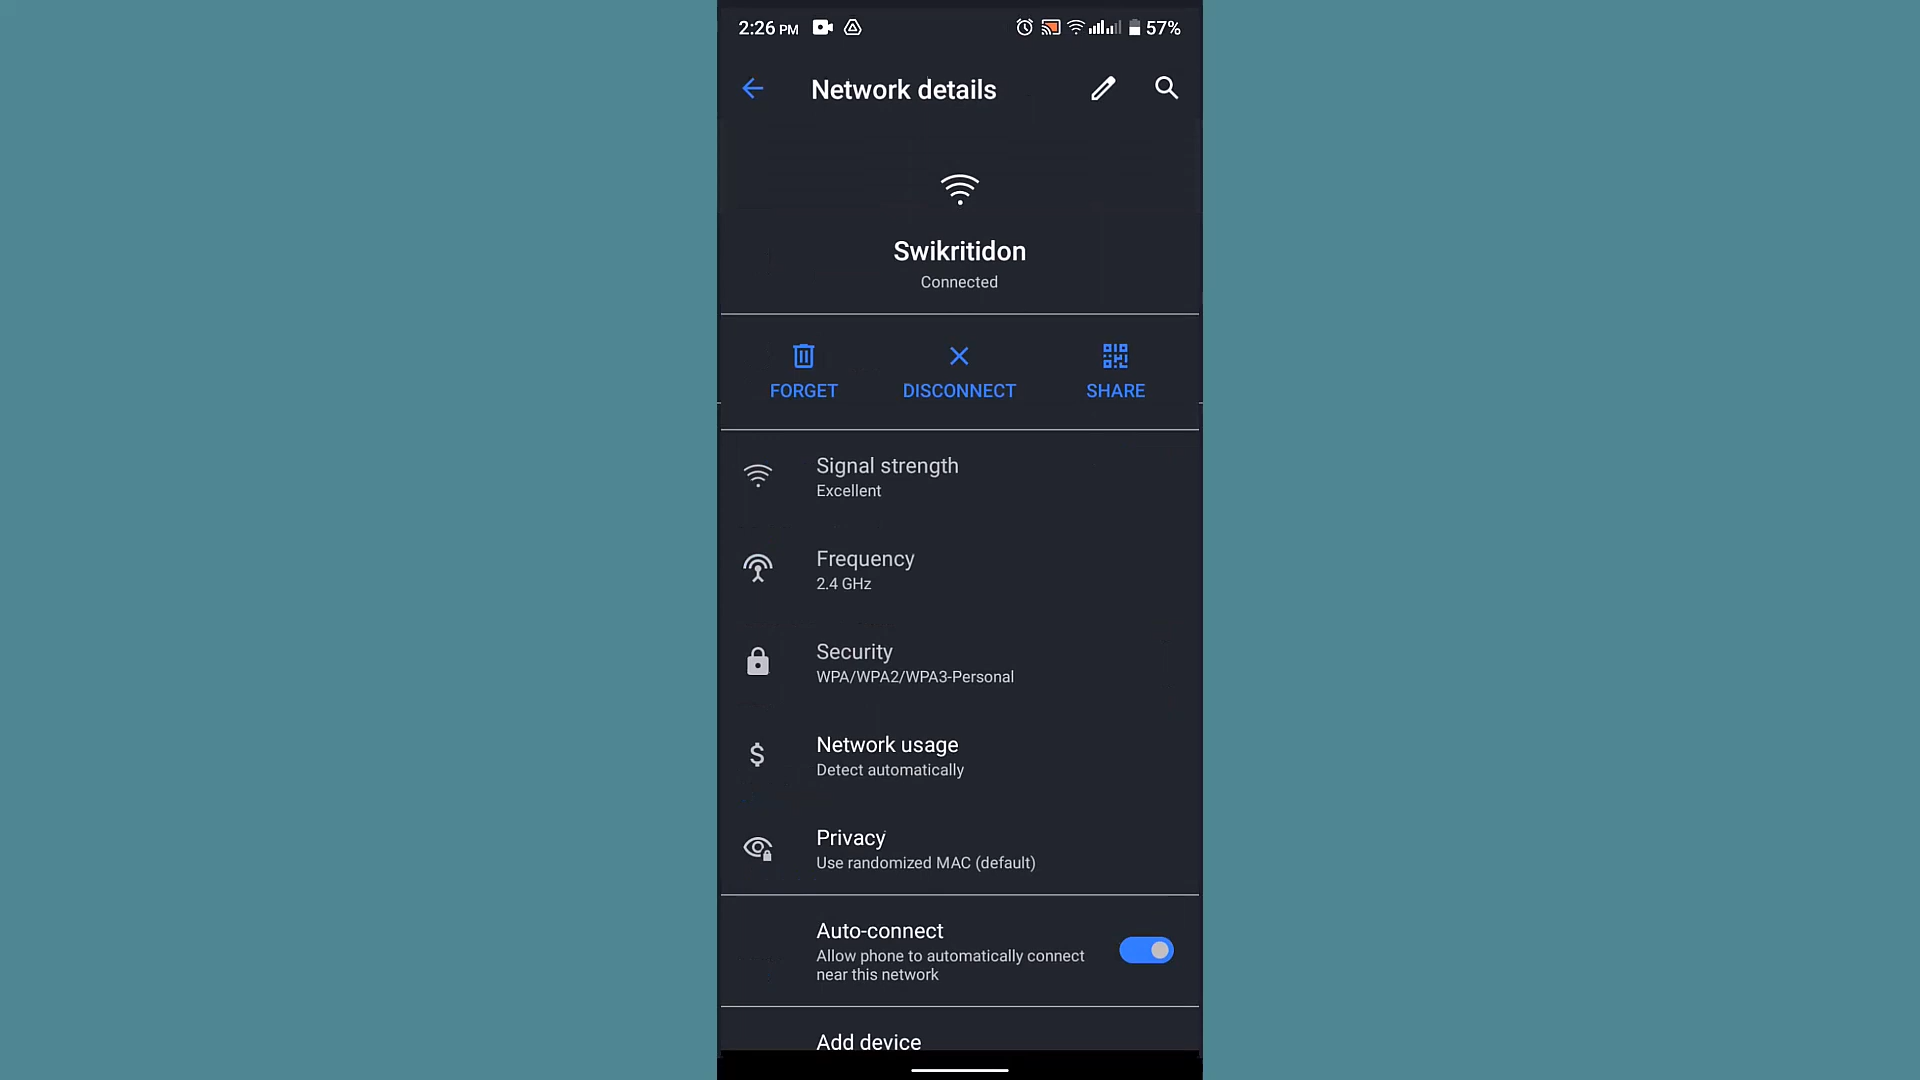 2:26 PM 57%
Network details
Swikritidon
Connected
FORGET DISCONNECT SHARE
Signal strength
Excellent
Frequency
2.4 GHz
Security
WPA/WPA2/WPA3-Personal
Network usage
Detect automatically
Privacy
Use randomized MAC (default)
Auto-connect
Allow phone to automatically connect
near this network
Add device